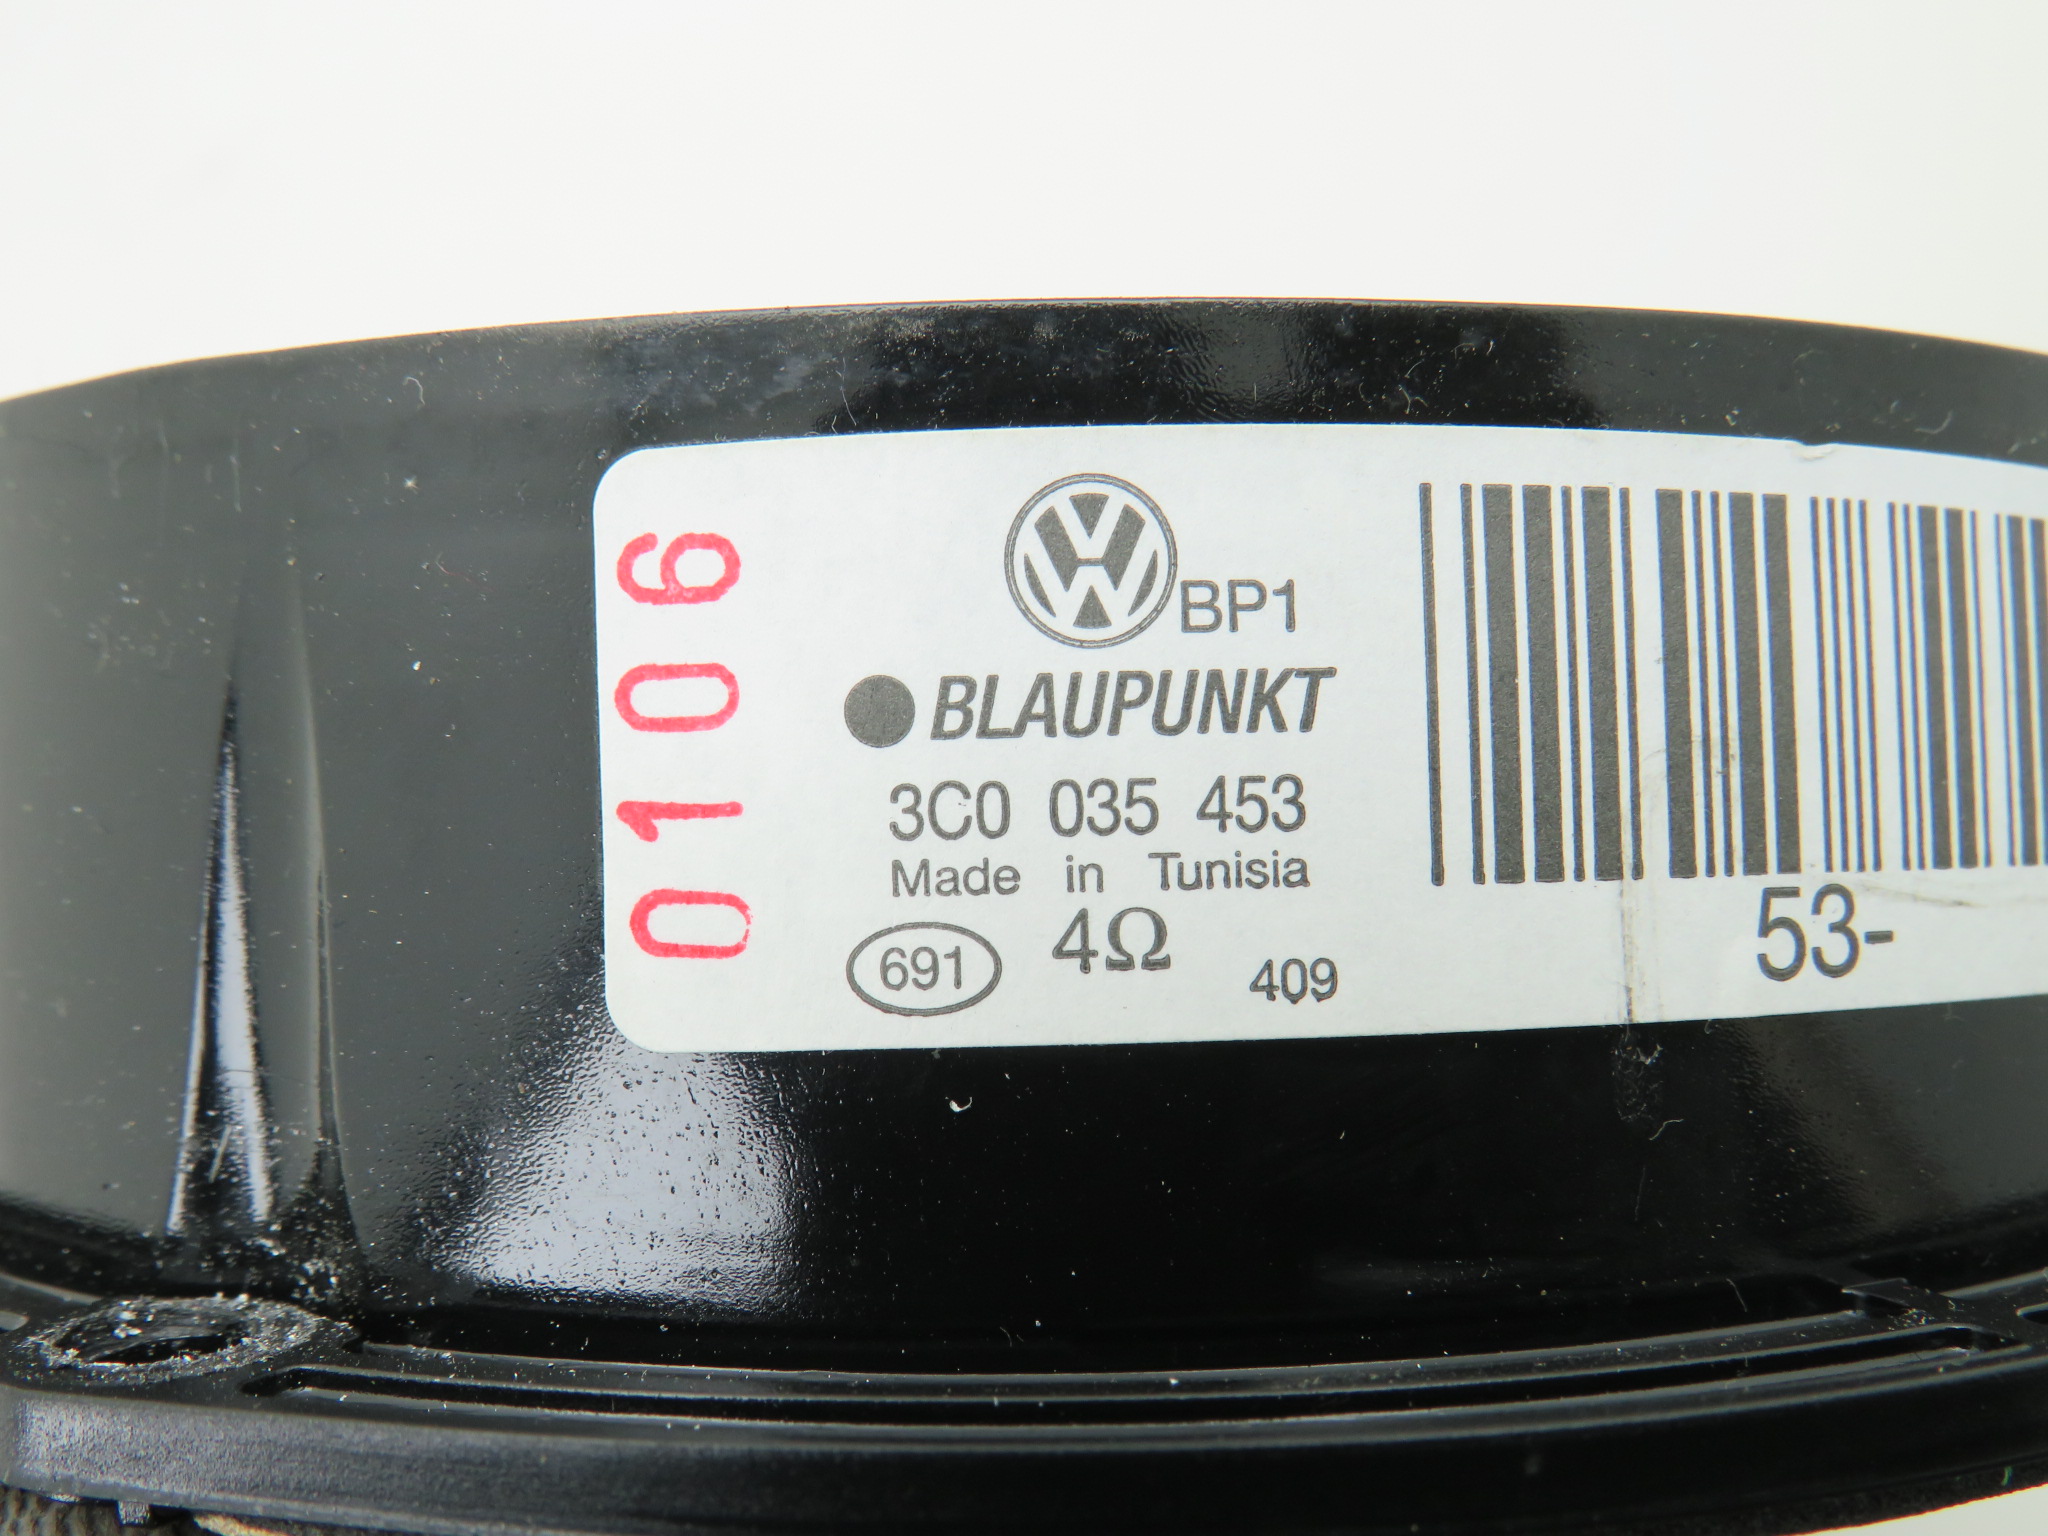 0106
BP1
BLAUPUNKT
3C0 035 453
Made in Tunisia
691 4Ω 409
53-